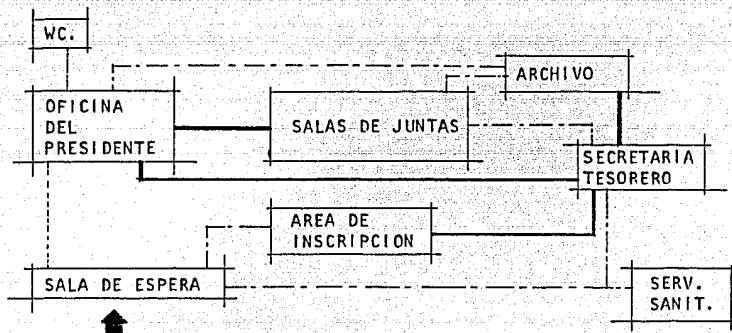 WC.
ARCHIVO
OFICINA
DEL
PRESIDENTE
SALAS DE JUNTAS
SECRETARIA
TESORERO
AREA DE
INSCRIPCION
SALA DE ESPERA
SERV.
SANIT.